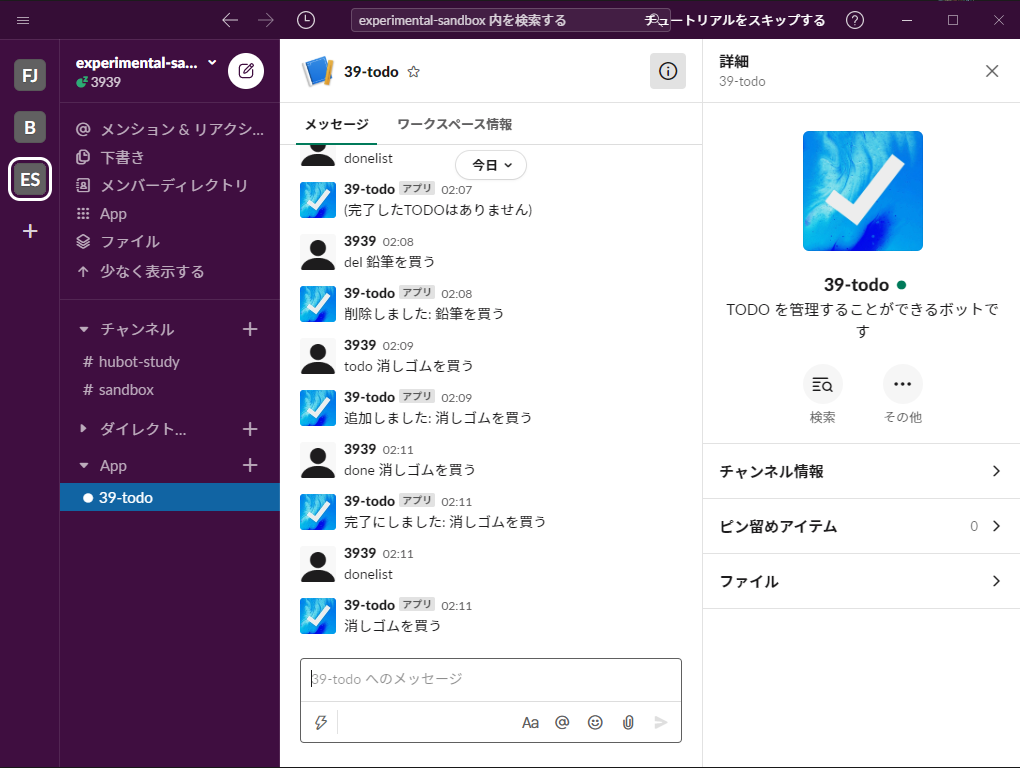 experimental-sandbox 内を検索する
チュートリアルをスキップする
FJ
B
ES
experimental-sa...
3939
メンション & リアクシ...
下書き
メンバーディレクトリ
App
ファイル
少なく表示する
チャンネル
# hubot-study
# sandbox
ダイレクト...
App
39-todo
39-todo
メッセージ
ワークスペース情報
今日
donelist
39-todo アプリ 02:07
(完了したTODOはありません)
3939 02:08
del 鉛筆を買う
39-todo アプリ 02:08
削除しました: 鉛筆を買う
3939 02:09
todo 消しゴムを買う
39-todo アプリ 02:09
追加しました: 消しゴムを買う
3939 02:11
done 消しゴムを買う
39-todo アプリ 02:11
完了にしました: 消しゴムを買う
3939 02:11
donelist
39-todo アプリ 02:11
消しゴムを買う
39-todo へのメッセージ
Aa
詳細
39-todo
39-todo
TODO を管理することができるボットで
す
検索
その他
チャンネル情報
ピン留めアイテム 0
ファイル